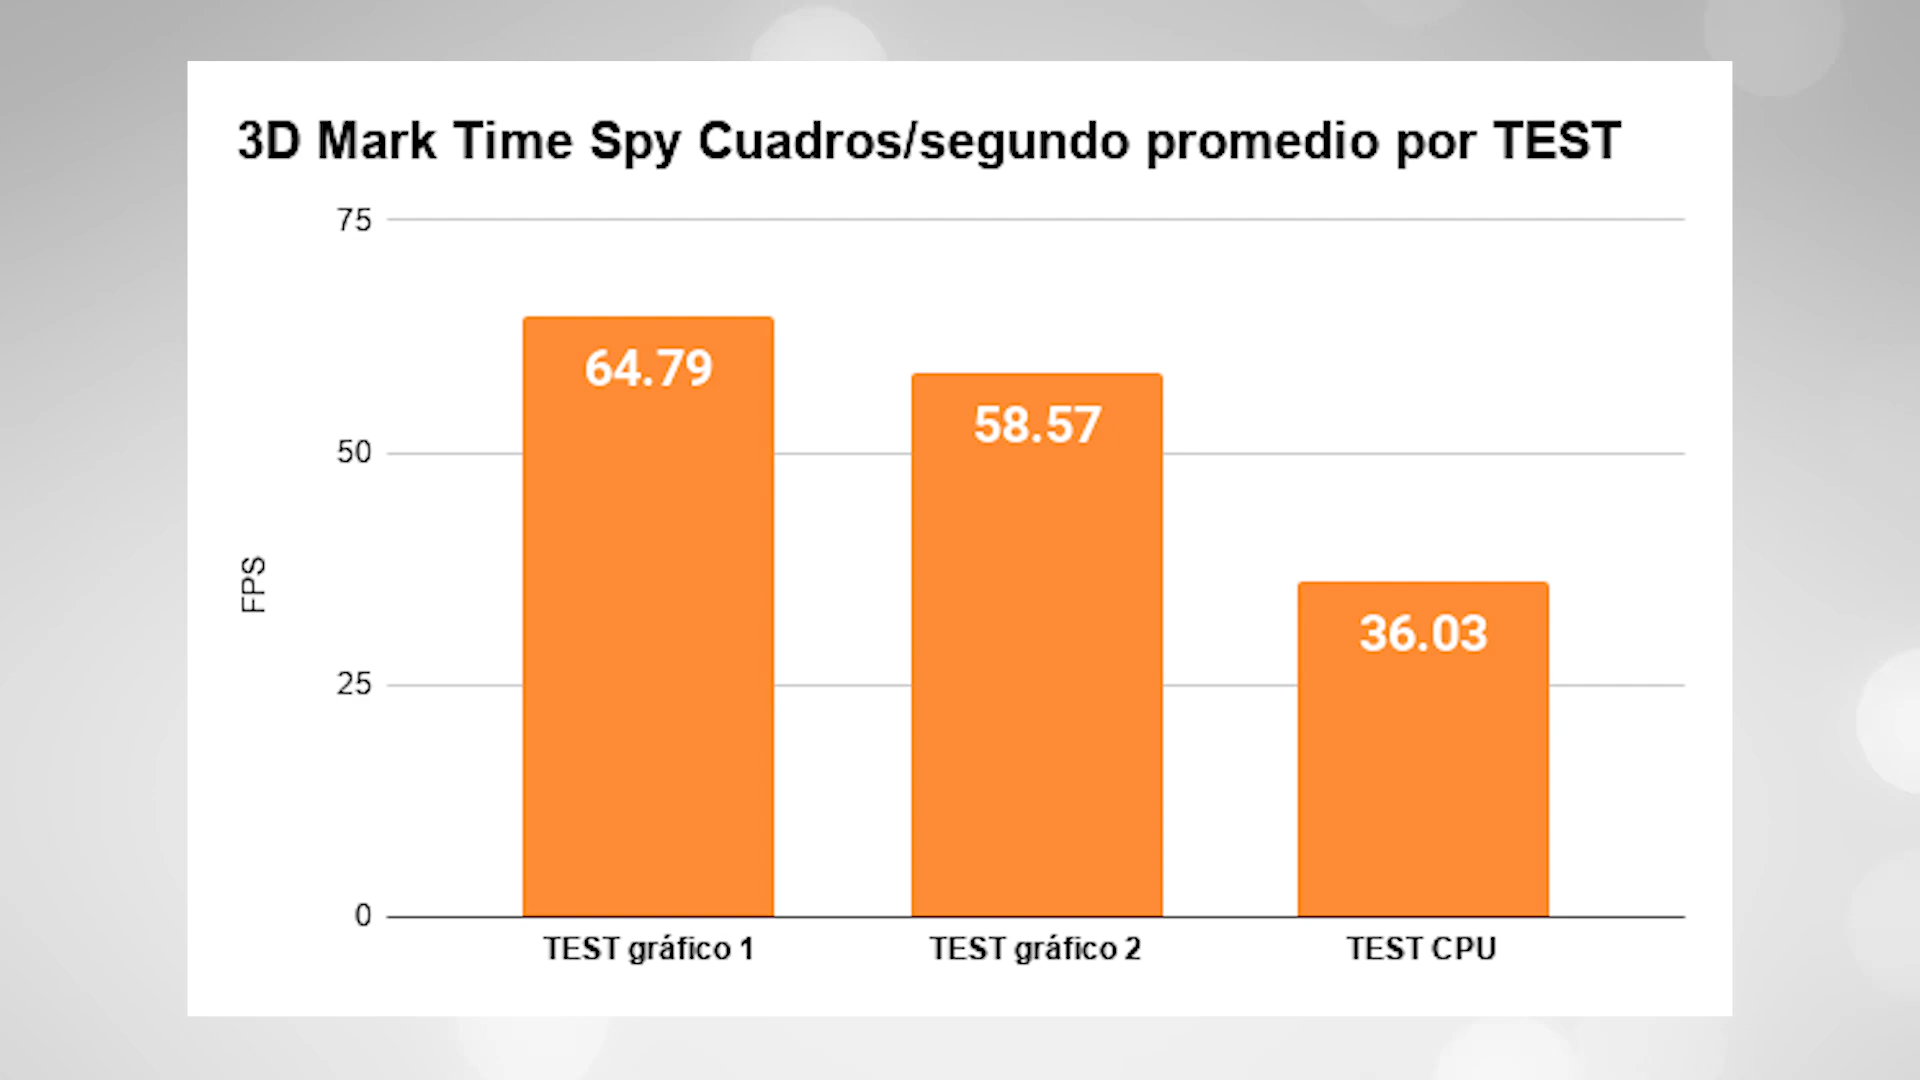 3D Mark Time Spy Cuadros/segundo promedio por TEST
75
50
25
0
FPS
64.79
58.57
36.03
TEST gráfico 1
TEST gráfico 2
TEST CPU